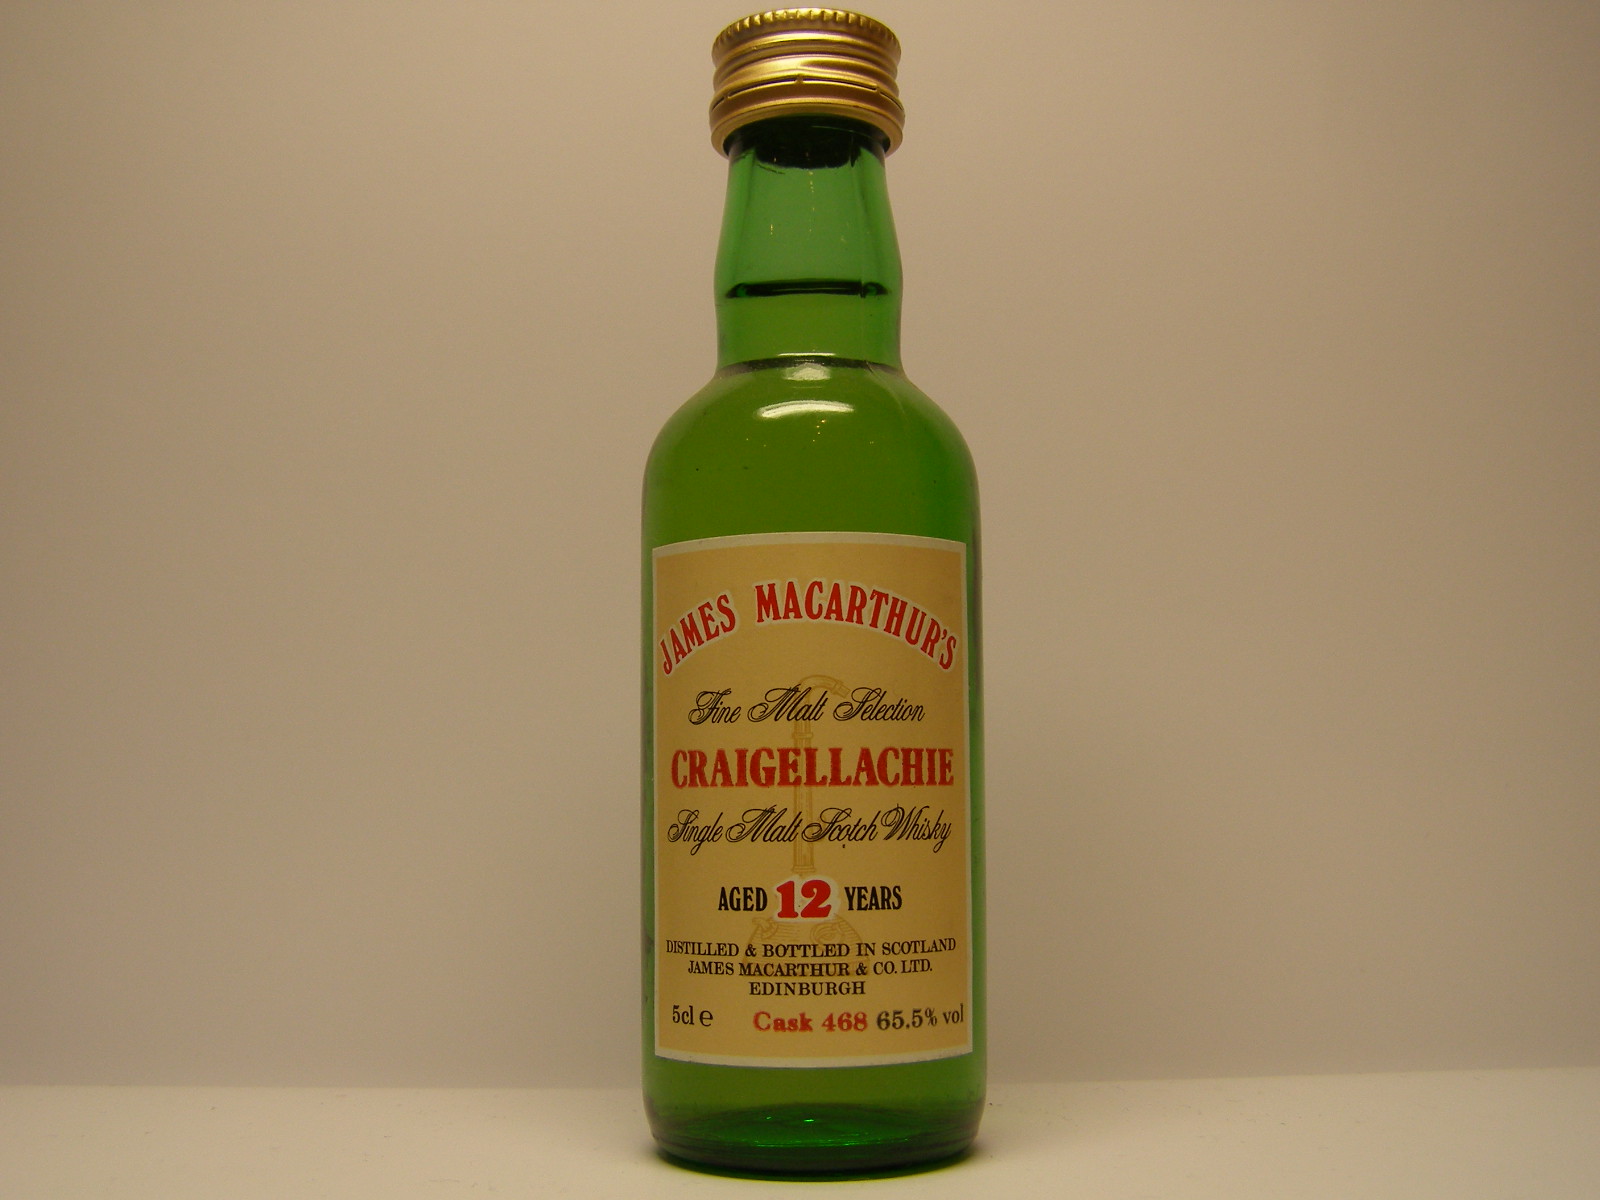 JAMES MACARTHUR'S
Fine Malt Selection
CRAIGELLACHIE
Single Malt Scotch Whisky
AGED 12 YEARS
DISTILLED & BOTTLED IN SCOTLAND
JAMES MACARTHUR & CO. LTD.
EDINBURGH
5cl e Cask 468 65.5% vol